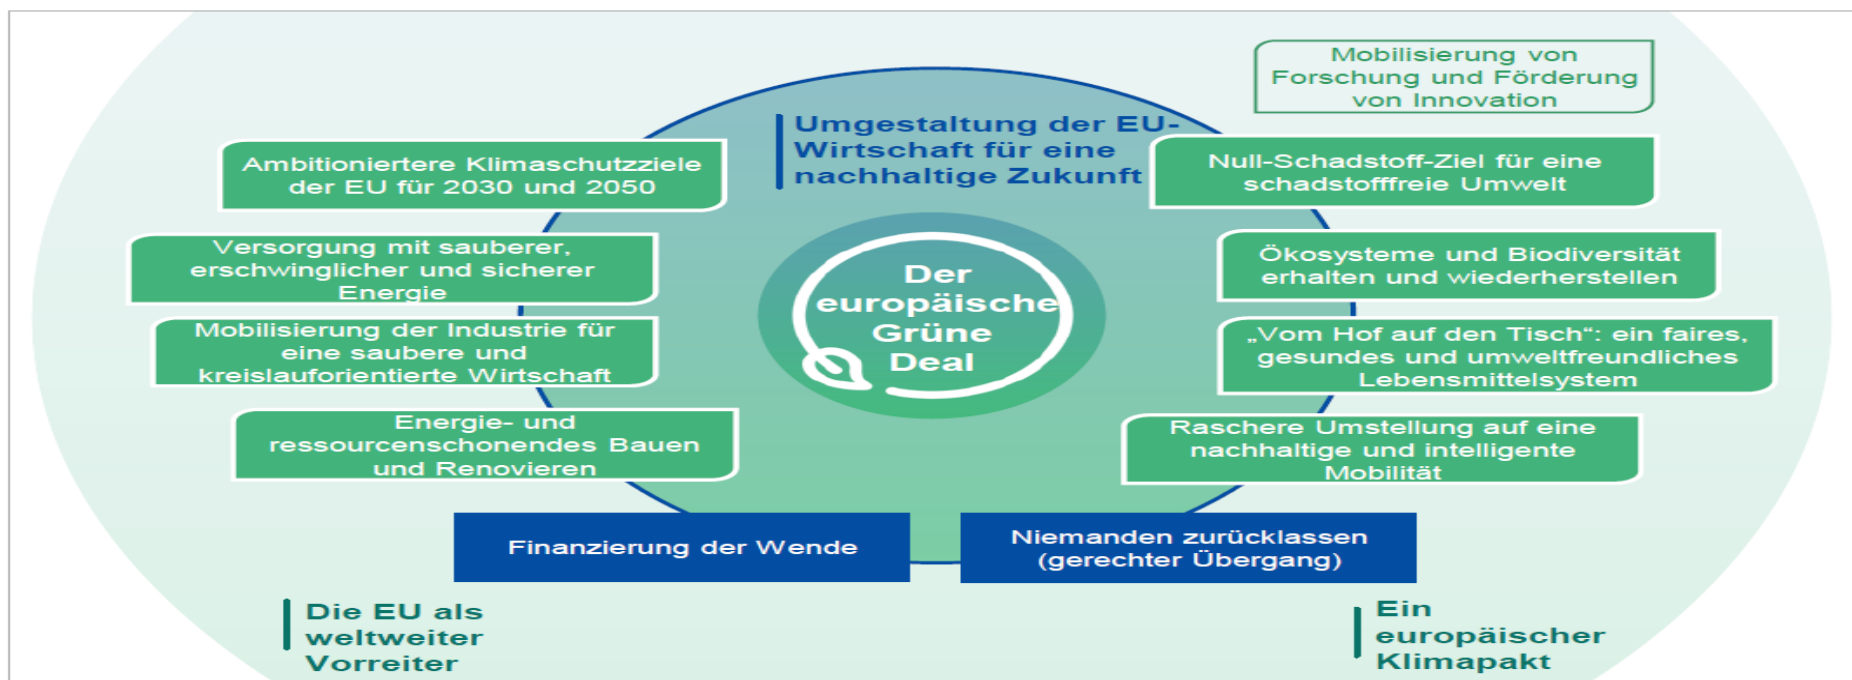 Mobilisierung von
Forschung und Förderung
von Innovation
Umgestaltung der EU-
Wirtschaft für eine
nachhaltige Zukunft
Ambitioniertere Klimaschutzziele
der EU für 2030 und 2050
Null-Schadstoff-Ziel für eine
schadstofffreie Umwelt
Versorgung mit sauberer,
erschwinglicher und sicherer
Energie
Ökosysteme und Biodiversität
erhalten und wiederherstellen
Der
europäische
Grüne
Deal
Mobilisierung der Industrie für
eine saubere und
kreislauforientierte Wirtschaft
„Vom Hof auf den Tisch“: ein faires,
gesundes und umweltfreundliches
Lebensmittelsystem
Energie- und
ressourcenschonendes Bauen
und Renovieren
Raschere Umstellung auf eine
nachhaltige und intelligente
Mobilität
Finanzierung der Wende
Niemanden zurücklassen
(gerechter Übergang)
Die EU als
weltweiter
Vorreiter
Ein
europäischer
Klimapakt